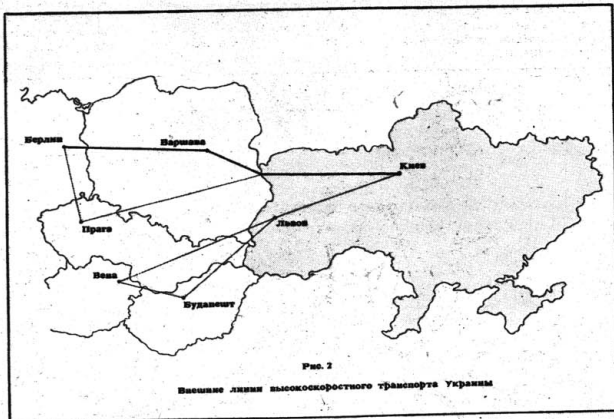 Берлин
Варшава
Киев
Прага
Львов
Вена
Будапешт
Рис. 2
Внешние линии высокоскоростного транспорта Украины